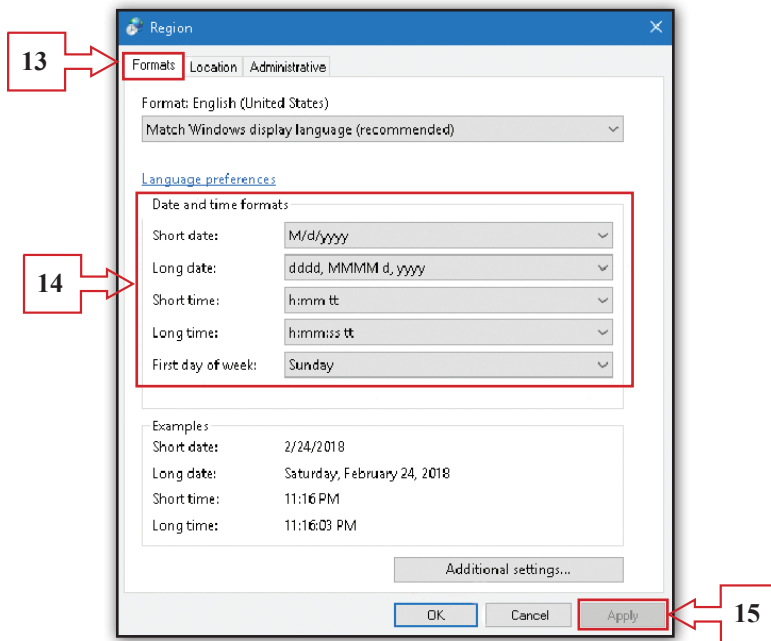 Region
13
Formats Location Administrative
Format: English (United States)
Match Windows display language (recommended)
Language preferences
Date and time formats
Short date: M/d/yyyy
Long date: dddd, MMMM d, yyyy
14
Short time: h:mm tt
Long time: h:mm:ss tt
First day of week: Sunday
Examples
Short date: 2/24/2018
Long date: Saturday, February 24, 2018
Short time: 11:16 PM
Long time: 11:16:03 PM
Additional settings...
OK Cancel Apply
15